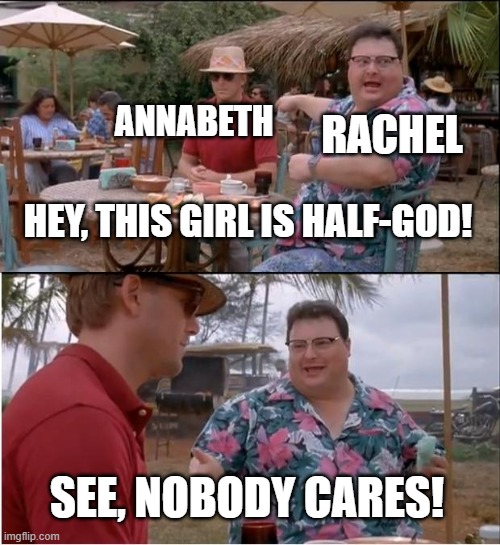 ANNABETH
RACHEL
HEY, THIS GIRL IS HALF-GOD!
SEE, NOBODY CARES!
imgflip.com